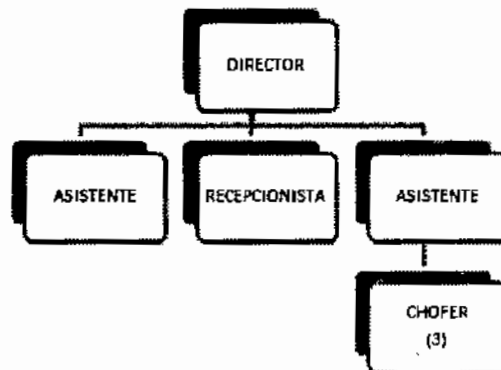 DIRECTOR
ASISTENTE
RECEPCIONISTA
ASISTENTE
CHOFER
(3)